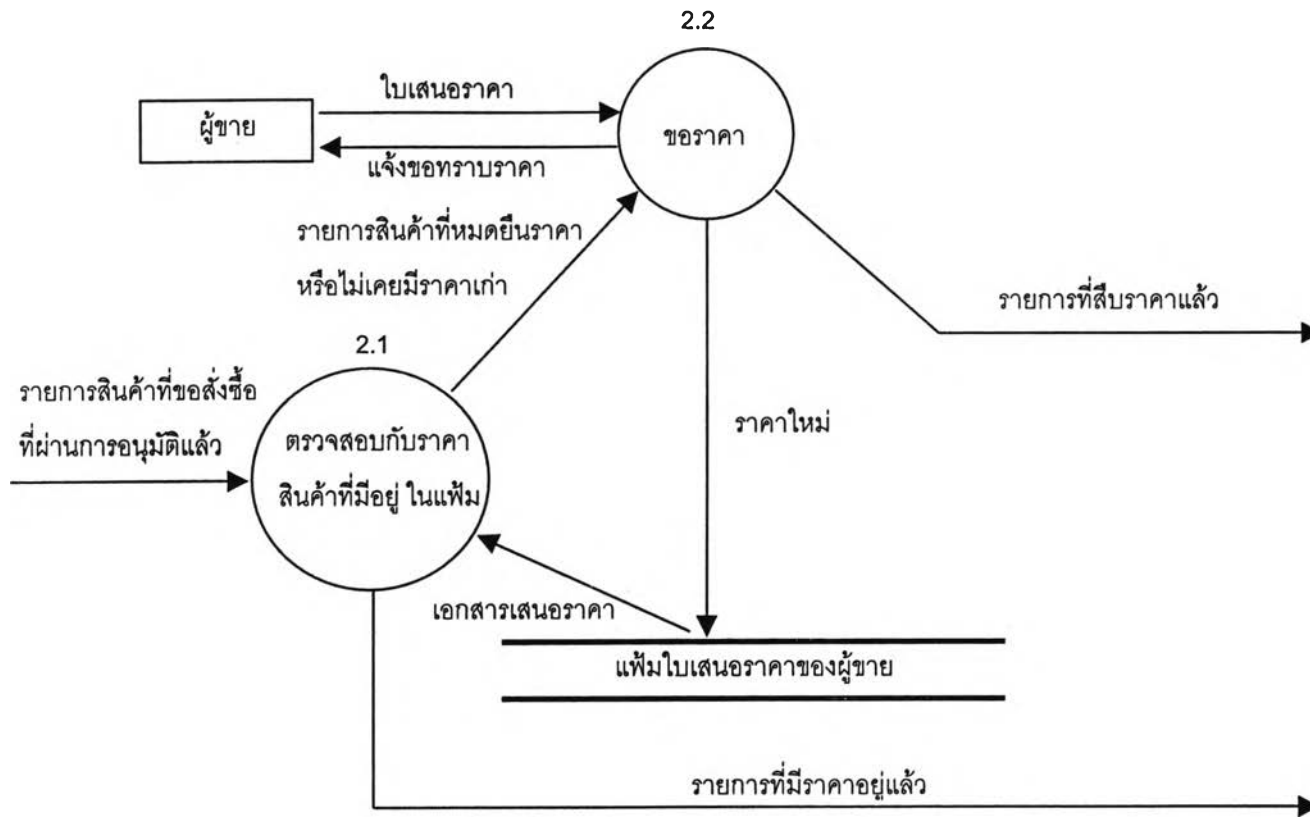 2.2
ใบเสนอราคา
ผู้ขาย
ขอราคา
แจ้งขอทราบราคา
รายการสินค้าที่หมดยืนราคา
หรือไม่เคยมีราคาเก่า
รายการที่สืบราคาแล้ว
2.1
รายการสินค้าที่ขอสั่งซื้อ
ที่ผ่านการอนุมัติแล้ว
ตรวจสอบกับราคา
สินค้าที่มีอยู่ ในแฟ้ม
ราคาใหม่
เอกสารเสนอราคา
แฟ้มใบเสนอราคาของผู้ขาย
รายการที่มีราคาอยู่แล้ว